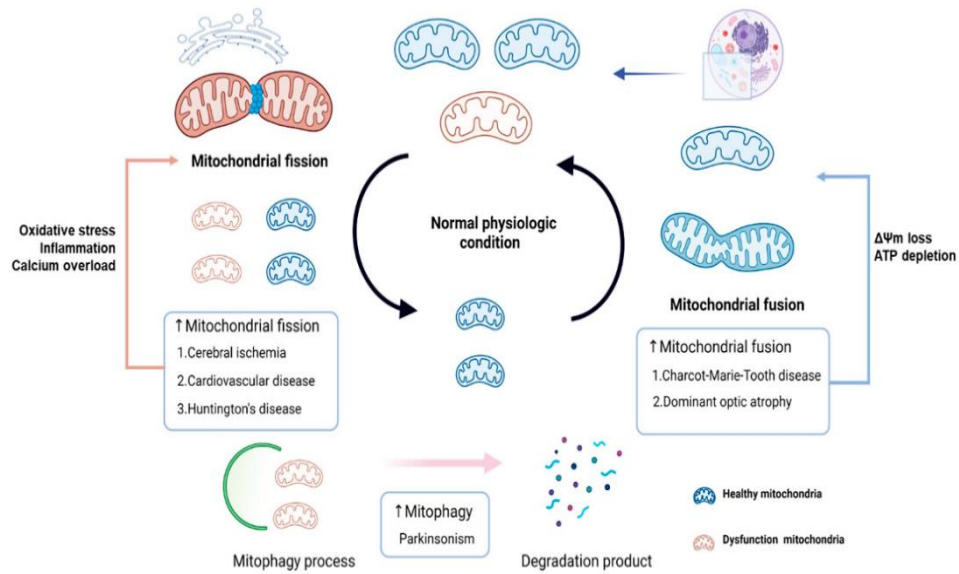 Mitochondrial fission
Oxidative stress
Inflammation
Calcium overload
↑Mitochondrial fission
1.Cerebral ischemia
2.Cardiovascular disease
3.Huntington's disease
Normal physiologic
condition
ΔΨm loss
ATP depletion
Mitochondrial fusion
↑Mitochondrial fusion
1.Charcot-Marie-Tooth disease
2.Dominant optic atrophy
Mitophagy process
↑Mitophagy
Parkinsonism
Degradation product
Healthy mitochondria
Dysfunction mitochondria